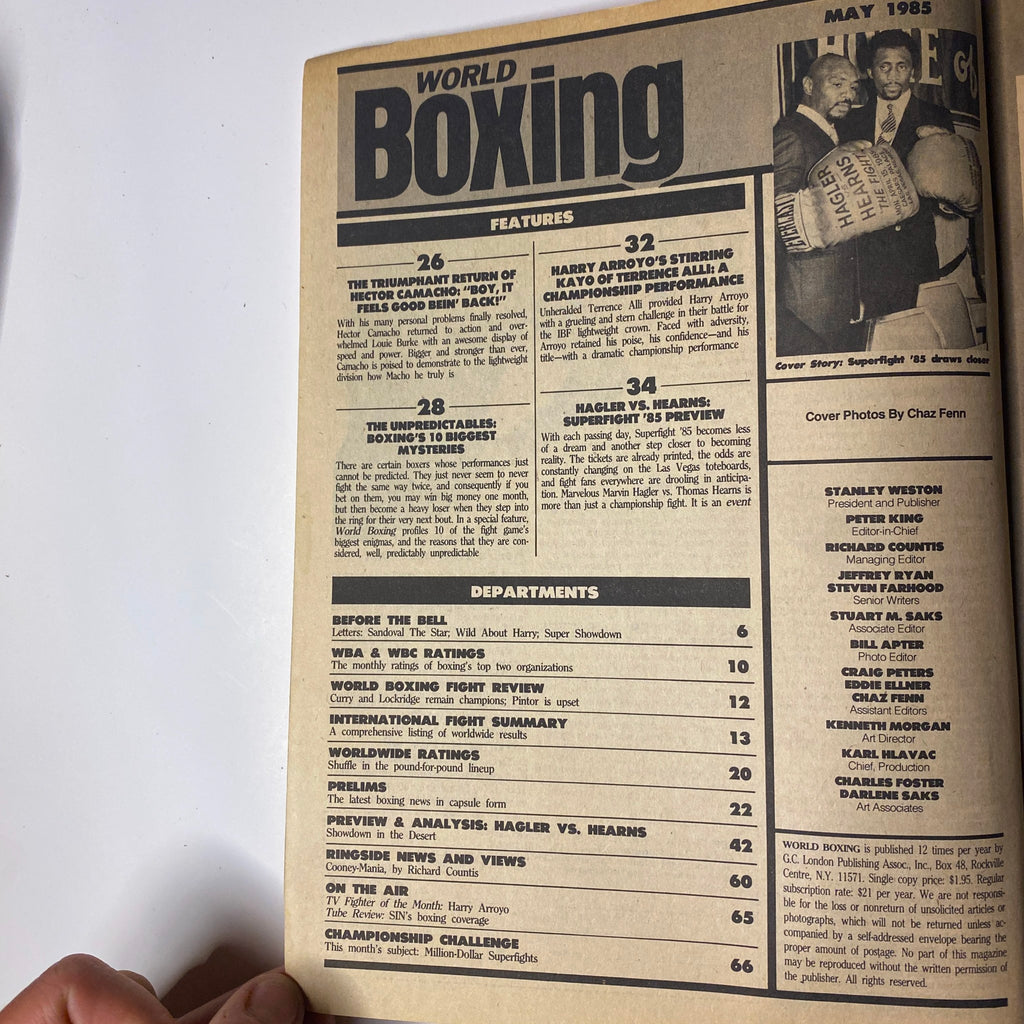 MAY 1985
WORLD
Boxing
FEATURES
26
THE TRIUMPHANT RETURN OF
HECTOR CAMACHO: “BOY, IT
FEELS GOOD BEIN’ BACK!”
With his many personal problems finally resolved,
Hector Camacho returned to action and over-
whelmed Louie Burke with an awesome display of
speed and power. Bigger and stronger than ever,
Camacho is poised to demonstrate to the lightweight
division how Macho he truly is
28
THE UNPREDICTABLES:
BOXING’S 10 BIGGEST
MYSTERIES
There are certain boxers whose performances just
cannot be predicted. They just never seem to never
fight the same way twice, and consequently if you
bet on them, you may win big money one month,
but then become a heavy loser when they step into
the ring for their very next bout. In a special feature,
World Boxing profiles 10 of the fight game’s
biggest enigmas, and the reasons that they are con-
sidered, well, predictably unpredictable
32
HARRY ARROYO’S STIRRING
KAYO OF TERRENCE ALLI: A
CHAMPIONSHIP PERFORMANCE
Unheralded Terrence Alli provided Harry Arroyo
with a grueling and stern challenge in their battle for
the IBF lightweight crown. Faced with adversity,
Arroyo retained his poise, his confidence—and his
title—with a dramatic championship performance
34
HAGLER VS. HEARNS:
SUPERFIGHT ’85 PREVIEW
With each passing day, Superfight ’85 becomes less
of a dream and another step closer to becoming
reality. The tickets are already printed, the odds are
constantly changing on the Las Vegas toteboards,
and fight fans everywhere are drooling in anticipa-
tion. Marvelous Marvin Hagler vs. Thomas Hearns is
more than just a championship fight. It is an event
DEPARTMENTS
BEFORE THE BELL
Letters: Sandoval The Star; Wild About Harry; Super Showdown 6
WBA & WBC RATINGS
The monthly ratings of boxing’s top two organizations 10
WORLD BOXING FIGHT REVIEW
Curry and Lockridge remain champions; Pintor is upset 12
INTERNATIONAL FIGHT SUMMARY
A comprehensive listing of worldwide results 13
WORLDWIDE RATINGS
Shuffle in the pound-for-pound lineup 20
PRELIMS
The latest boxing news in capsule form 22
PREVIEW & ANALYSIS: HAGLER VS. HEARNS
Showdown in the Desert 42
RINGSIDE NEWS AND VIEWS
Cooney-Mania, by Richard Countis 60
ON THE AIR
TV Fighter of the Month: Harry Arroyo
Tube Review: SIN’s boxing coverage 65
CHAMPIONSHIP CHALLENGE
This month’s subject: Million-Dollar Superfights 66
EVERLAST
HAGLER
VS
HEARNS
"THE FIGHT"
Cover Story: Superfight ’85 draws closer
Cover Photos By Chaz Fenn
STANLEY WESTON
President and Publisher
PETER KING
Editor-in-Chief
RICHARD COUNTIS
Managing Editor
JEFFREY RYAN
STEVEN FARHOOD
Senior Writers
STUART M. SAKS
Associate Editor
BILL APTER
Photo Editor
CRAIG PETERS
EDDIE ELLNER
CHAZ FENN
Assistant Editors
KENNETH MORGAN
Art Director
KARL HLAVAC
Chief, Production
CHARLES FOSTER
DARLENE SAKS
Art Associates
WORLD BOXING is published 12 times per year by
G.C. London Publishing Assoc., Inc., Box 48, Rockville
Centre, N.Y. 11571. Single copy price: $1.95. Regular
subscription rate: $21 per year. We are not responsi-
ble for the loss or nonreturn of unsolicited articles or
photographs, which will not be returned unless ac-
companied by a self-addressed envelope bearing the
proper amount of postage. No part of this magazine
may be reproduced without the written permission of
the publisher. All rights reserved.